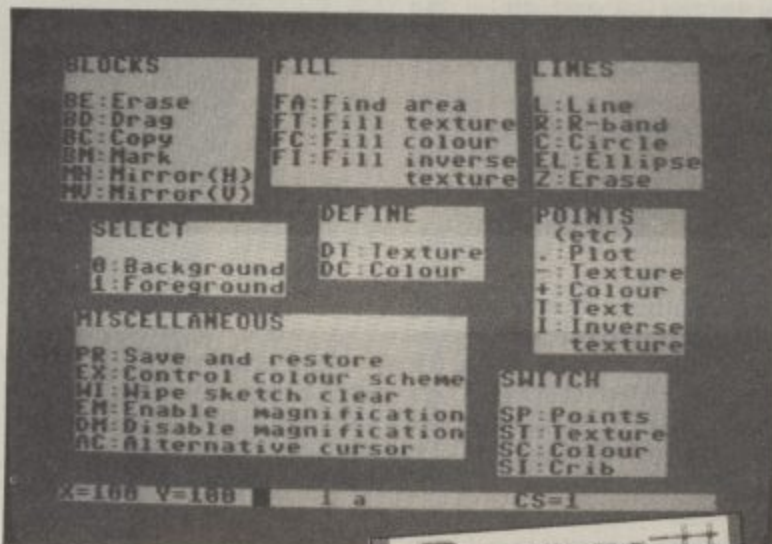 BLOCKS
BE:Erase
BD:Drag
BC:Copy
BM:Mark
MH:Mirror(H)
MV:Mirror(V)
FILL
FA:Find area
FT:Fill texture
FC:Fill colour
FI:Fill inverse
texture
LINES
L:Line
R:R-band
C:Circle
EL:Ellipse
Z:Erase
SELECT
0:Background
1:Foreground
DEFINE
DT:Texture
DC:Colour
POINTS
(etc)
.:Plot
-:Texture
+:Colour
T:Text
I:Inverse
texture
MISCELLANEOUS
PR:Save and restore
EX:Control colour scheme
WI:Wipe sketch clear
EM:Enable magnification
DM:Disable magnification
AC:Alternative cursor
SWITCH
SP:Points
ST:Texture
SC:Colour
SI:Crib
X=100 Y=100 1 a CS=1